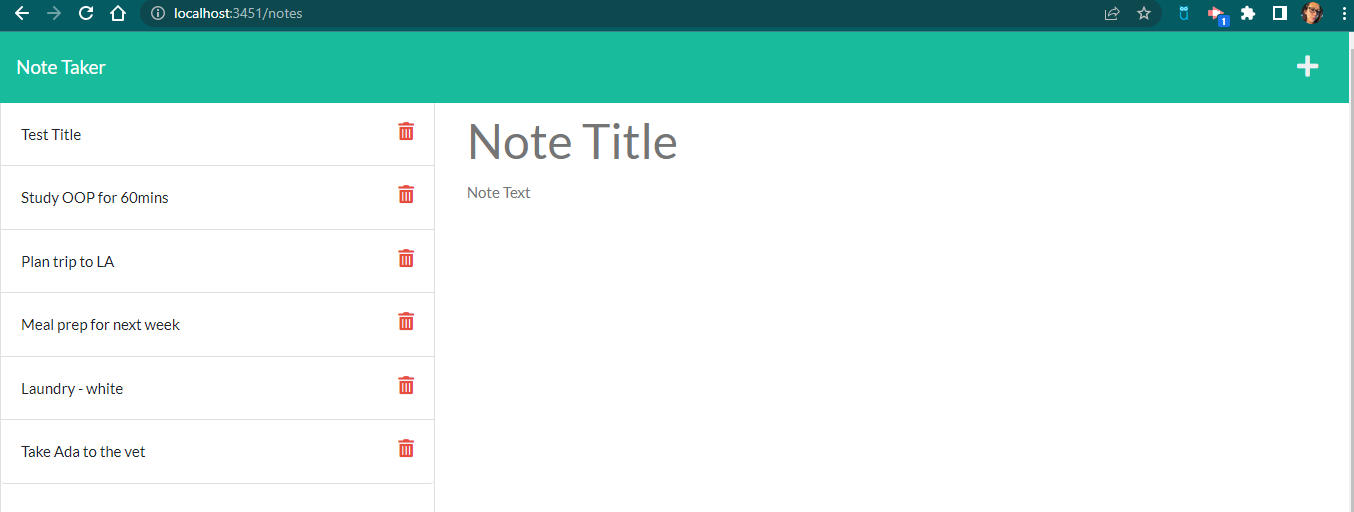 localhost:3451/notes
1
Note Taker
Test Title
Study OOP for 60mins
Plan trip to LA
Meal prep for next week
Laundry - white
Take Ada to the vet
Note Title
Note Text